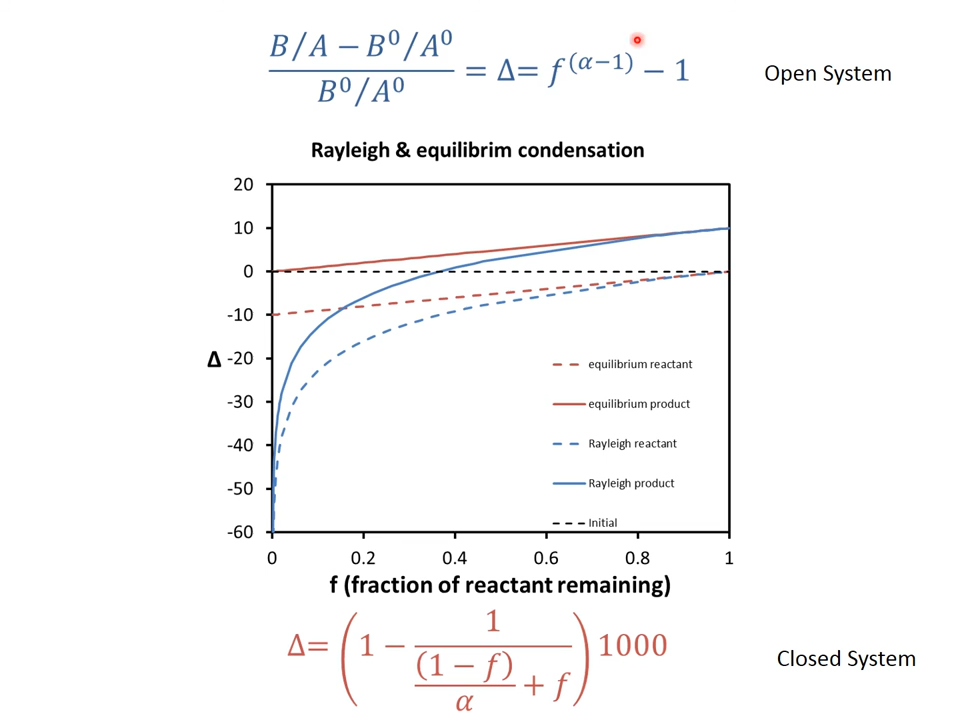 B/A − B⁰/A⁰
B⁰/A⁰
= Δ= f⁽α⁻¹⁾ − 1
Open System
Rayleigh & equilibrim condensation
20
10
0
-10
-20
-30
-40
-50
-60
Δ
equilibrium reactant
equilibrium product
Rayleigh reactant
Rayleigh product
Initial
0 0.2 0.4 0.6 0.8 1
f (fraction of reactant remaining)
Δ= (1 − 1 / ((1 − f)/α + f)) 1000
Closed System